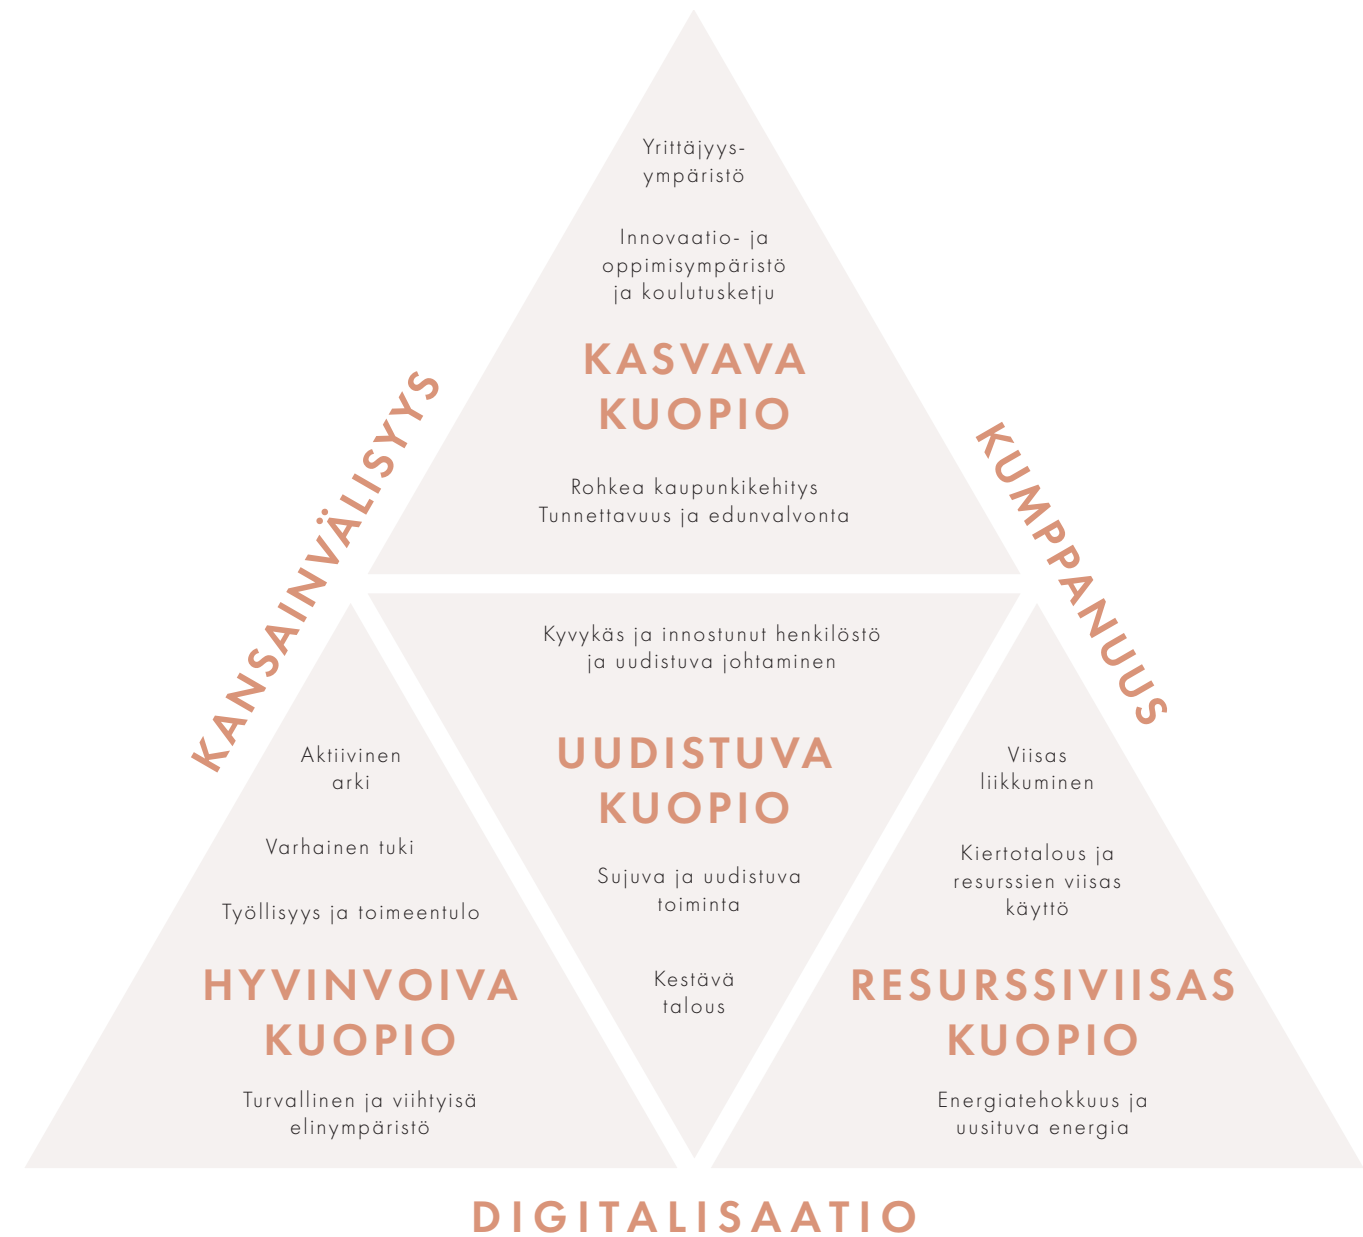 Yrittäjyys-
ympäristö
Innovaatio- ja
oppimisympäristö
ja koulutusketju
KASVAVA
KUOPIO
Rohkea kaupunkikehitys
Tunnettavuus ja edunvalvonta
KANSAINVÄLISYYS
KUMPPANUUS
Kyvykäs ja innostunut henkilöstö
ja uudistuva johtaminen
UUDISTUVA
KUOPIO
Sujuva ja uudistuva
toiminta
Kestävä
talous
Aktiivinen
arki
Varhainen tuki
Työllisyys ja toimeentulo
HYVINVOIVA
KUOPIO
Turvallinen ja viihtyisä
elinympäristö
Viisas
liikkuminen
Kiertotalous ja
resurssien viisas
käyttö
RESURSSIVIISAS
KUOPIO
Energiatehokkuus ja
uusituva energia
DIGITALISAATIO